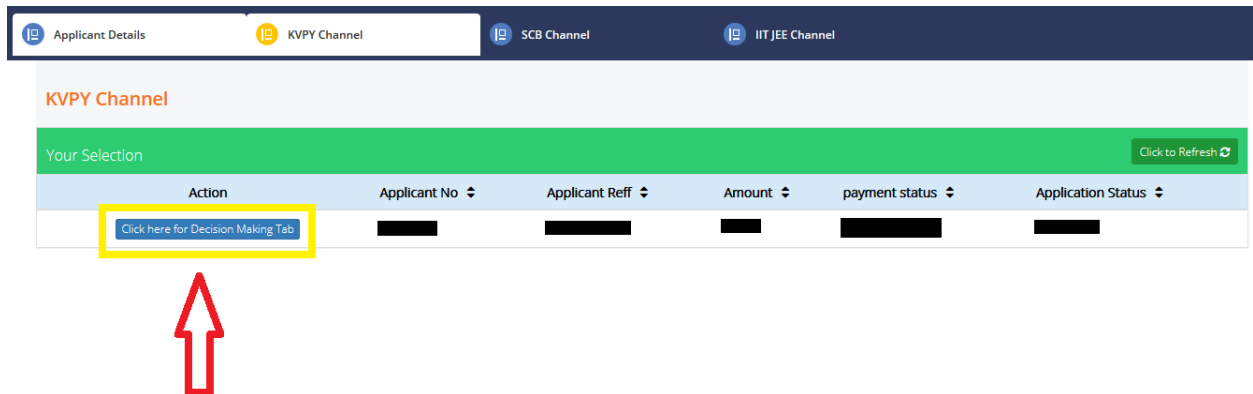 Applicant Details KVPY Channel SCB Channel IIT JEE Channel
KVPY Channel
Your Selection Click to Refresh
Action Applicant No Applicant Reff Amount payment status Application Status
Click here for Decision Making Tab